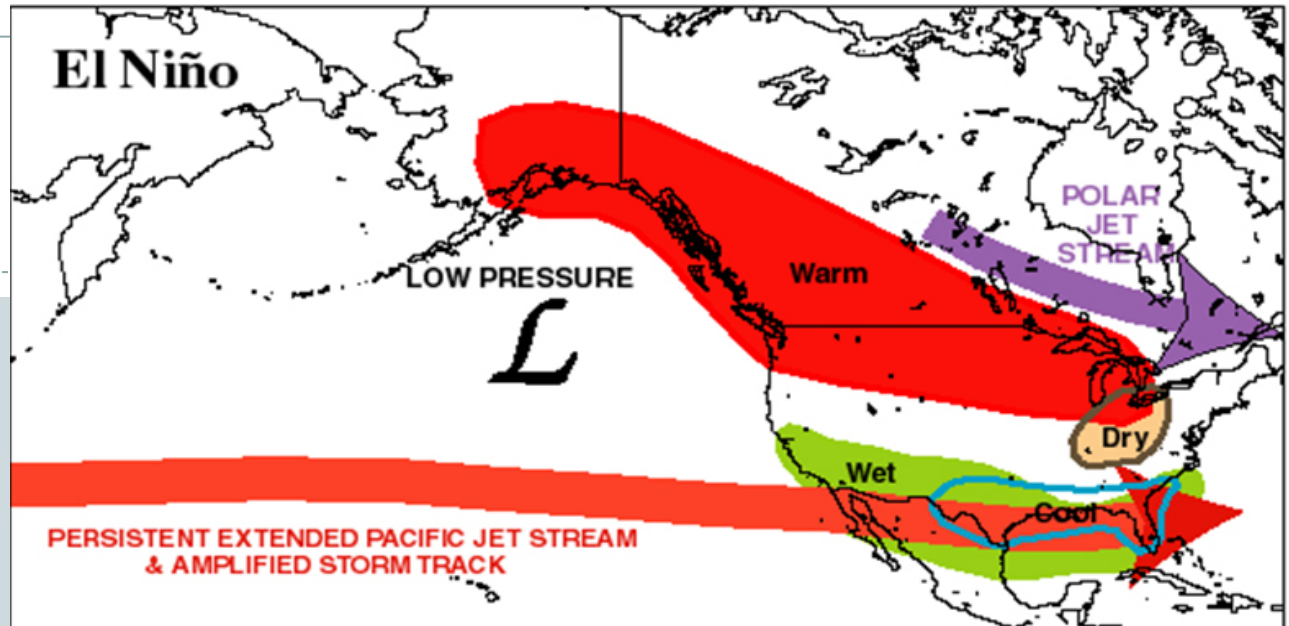 El Niño
POLAR
JET
STREAM
LOW PRESSURE
Warm
L
Dry
Wet
Cool
PERSISTENT EXTENDED PACIFIC JET STREAM
& AMPLIFIED STORM TRACK